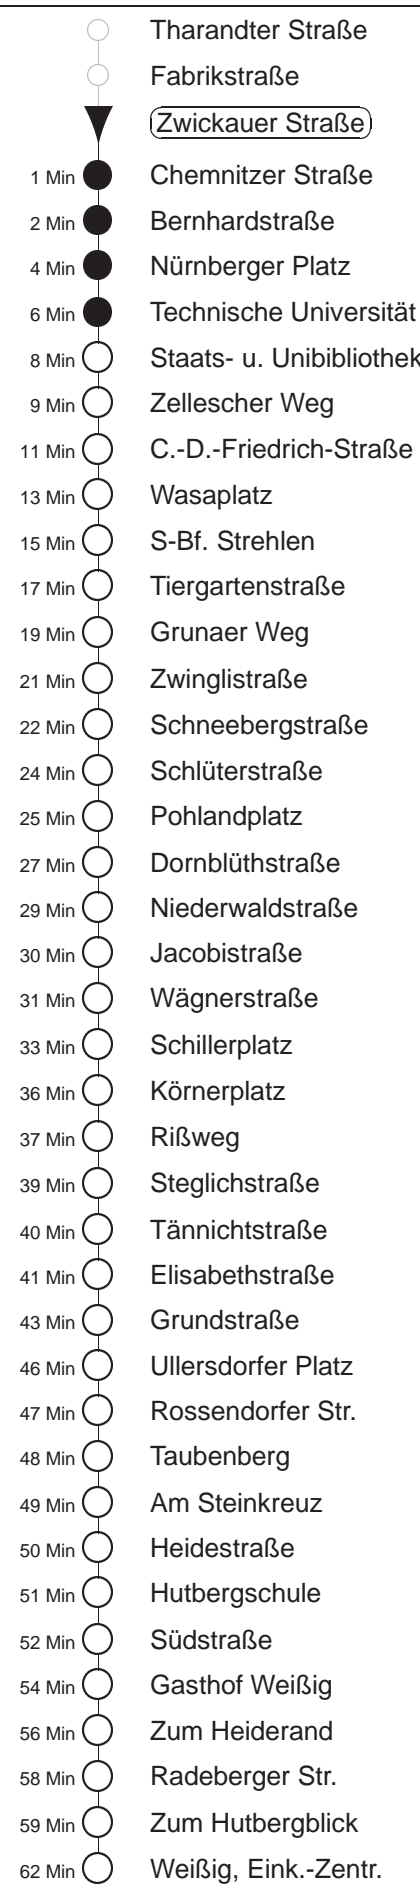 Tharandter Straße
Fabrikstraße
Zwickauer Straße
1 Min Chemnitzer Straße
2 Min Bernhardstraße
4 Min Nürnberger Platz
6 Min Technische Universität
8 Min Staats- u. Unibibliothek
9 Min Zellescher Weg
11 Min C.-D.-Friedrich-Straße
13 Min Wasaplatz
15 Min S-Bf. Strehlen
17 Min Tiergartenstraße
19 Min Grunaer Weg
21 Min Zwinglistraße
22 Min Schneebergstraße
24 Min Schlüterstraße
25 Min Pohlandplatz
27 Min Dornblüthstraße
29 Min Niederwaldstraße
30 Min Jacobistraße
31 Min Wägnerstraße
33 Min Schillerplatz
36 Min Körnerplatz
37 Min Rißweg
39 Min Steglichstraße
40 Min Tännichtstraße
41 Min Elisabethstraße
43 Min Grundstraße
46 Min Ullersdorfer Platz
47 Min Rossendorfer Str.
48 Min Taubenberg
49 Min Am Steinkreuz
50 Min Heidestraße
51 Min Hutbergschule
52 Min Südstraße
54 Min Gasthof Weißig
56 Min Zum Heiderand
58 Min Radeberger Str.
59 Min Zum Hutbergblick
62 Min Weißig, Eink.-Zentr.